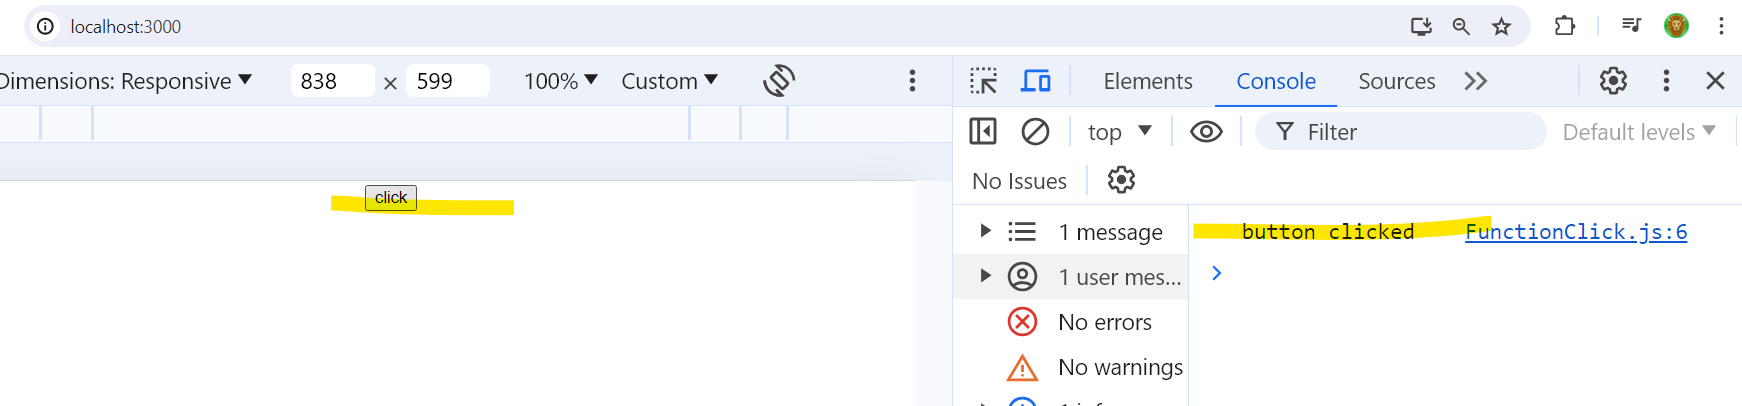 localhost:3000
Dimensions: Responsive 838 × 599 100% Custom
Elements Console Sources
top Filter Default levels
No Issues
click
1 message
button clicked FunctionClick.js:6
1 user mes...
No errors
No warnings